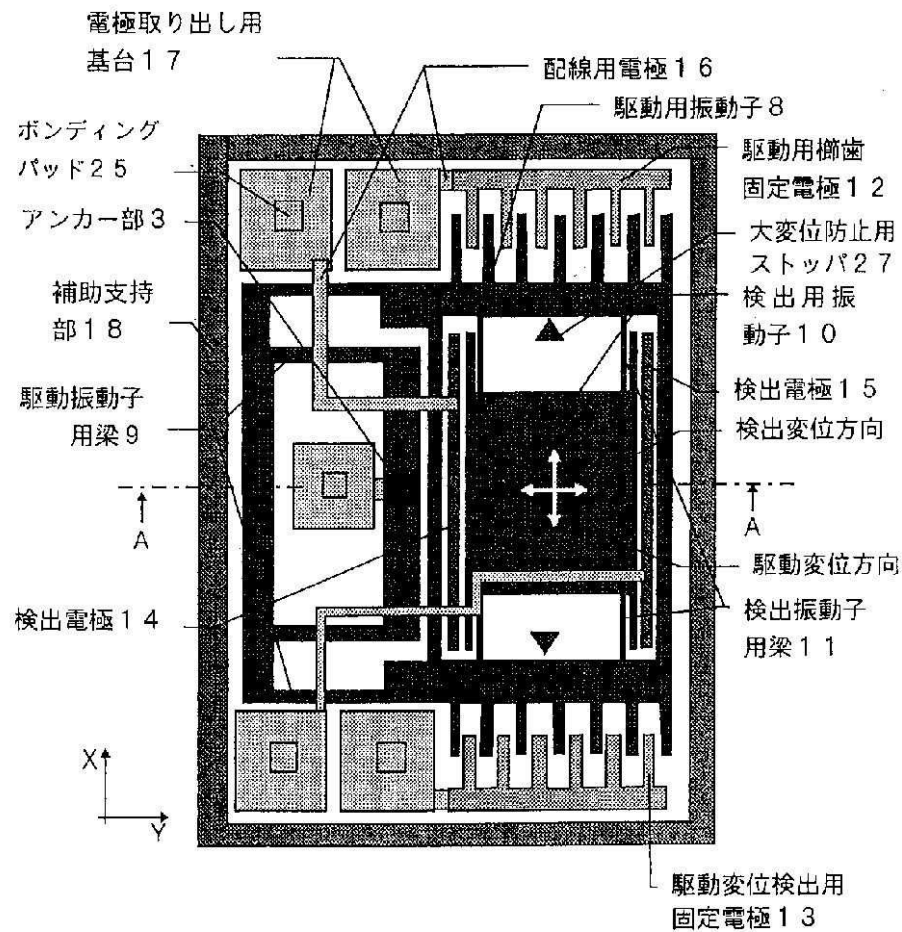 電極取り出し用
基台17
配線用電極16
駆動用振動子8
ボンディング
パッド25
駆動用櫛歯
固定電極12
アンカー部3
大変位防止用
ストッパ27
検出用振
動子10
補助支持
部18
検出電極15
駆動振動子
用梁9
検出変位方向
A
A
駆動変位方向
検出電極14
検出振動子
用梁11
X
Y
駆動変位検出用
固定電極13